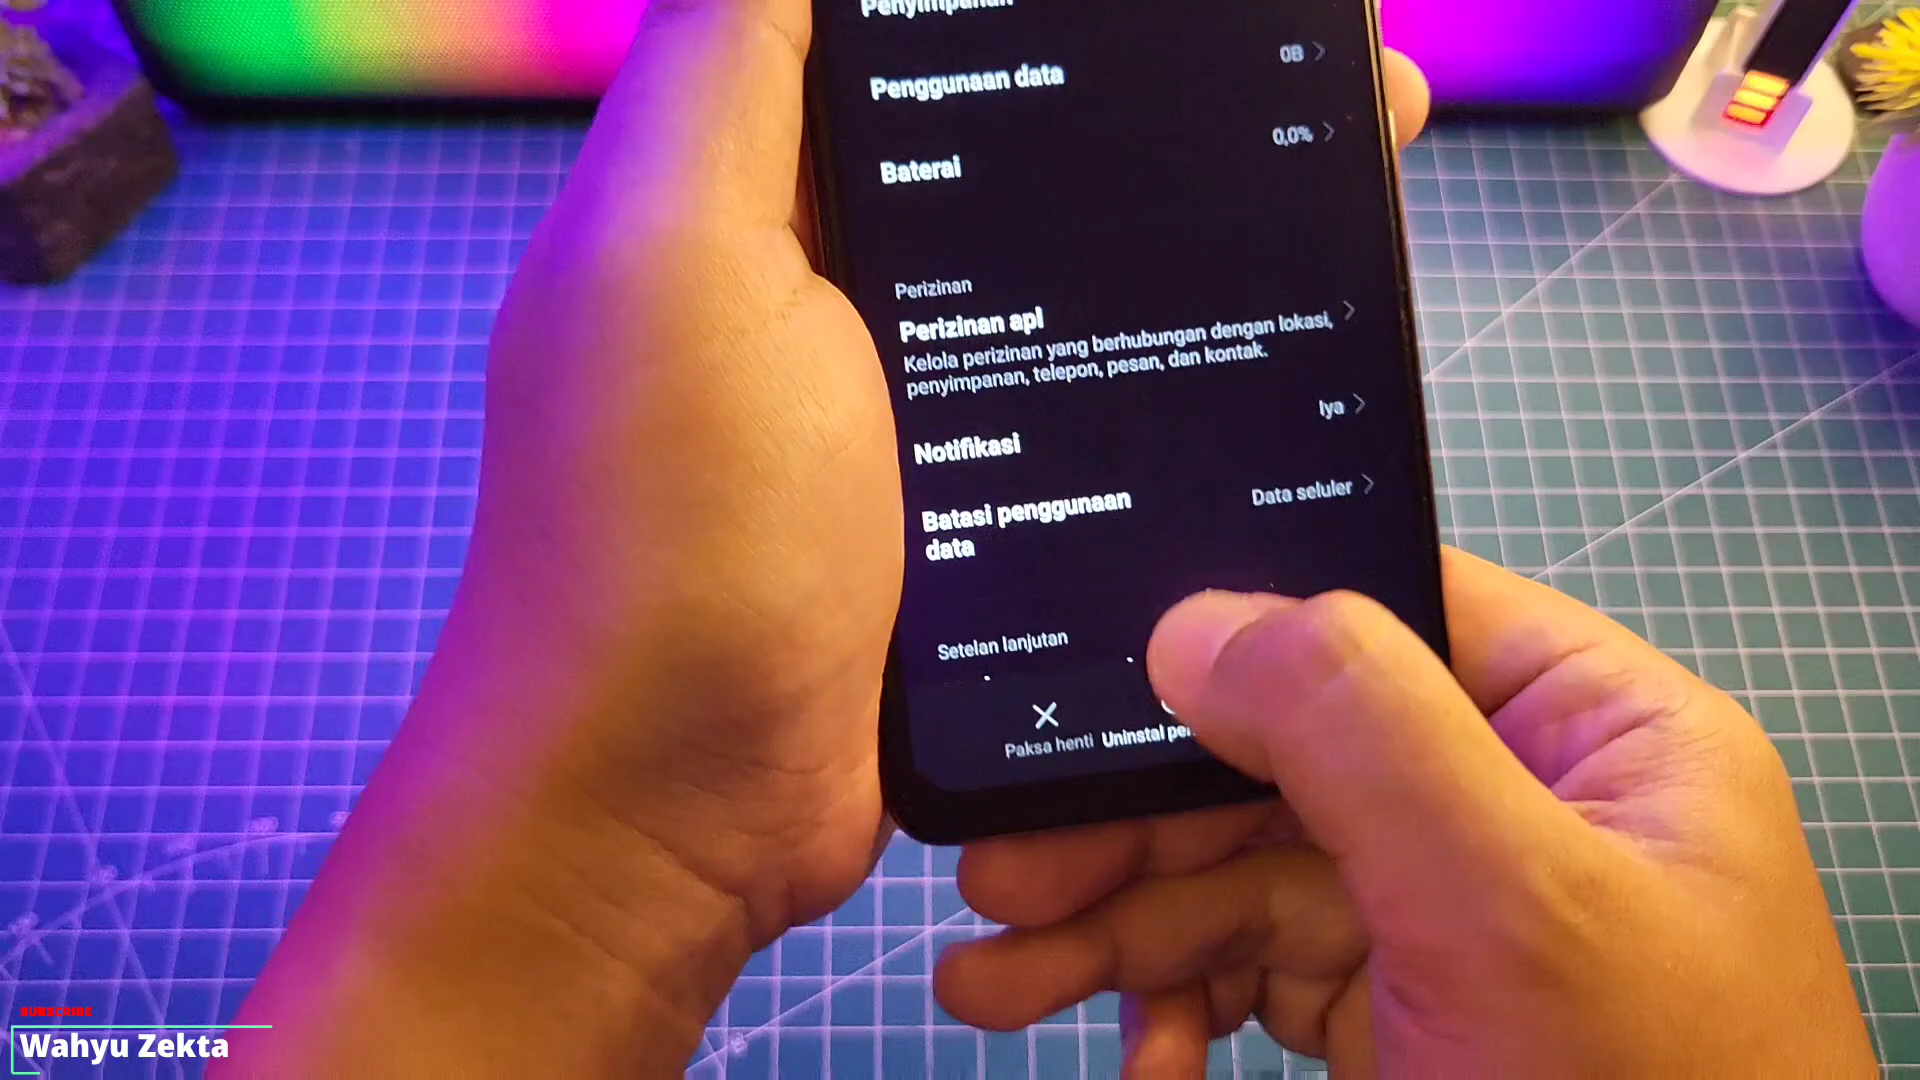 Penyimpanan
Penggunaan data
0B
Baterai
0,0%
Perizinan
Perizinan apl
Kelola perizinan yang berhubungan dengan lokasi,
penyimpanan, telepon, pesan, dan kontak.
Notifikasi
Iya
Batasi penggunaan
data
Data seluler
Setelan lanjutan
Paksa henti
Uninstal
SUBSCRIBE
Wahyu Zekta